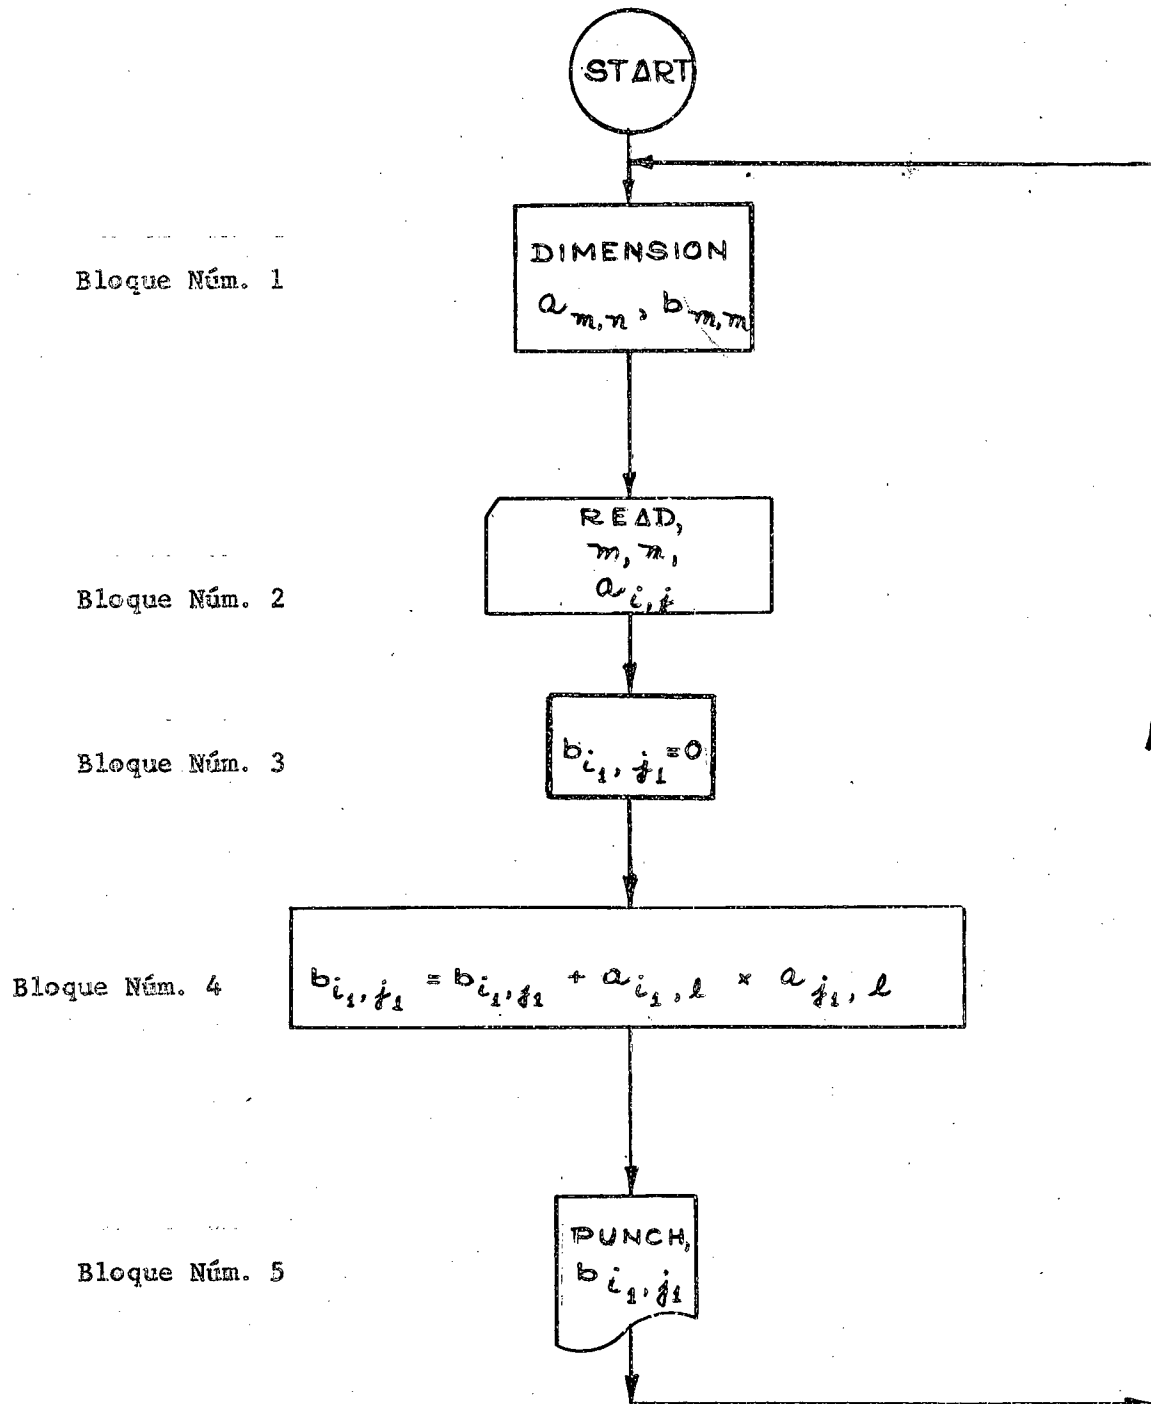 START
DIMENSION
Bloque Núm. 1
a m,n, b m,m
READ,
m, n,
Bloque Núm. 2
a i,j
Bloque Núm. 3
b i₁, j₁ = 0
Bloque Núm. 4
b i₁, j₁ = b i₁, j₁ + a i₁, l × a j₁, l
PUNCH,
Bloque Núm. 5
b i₁, j₁